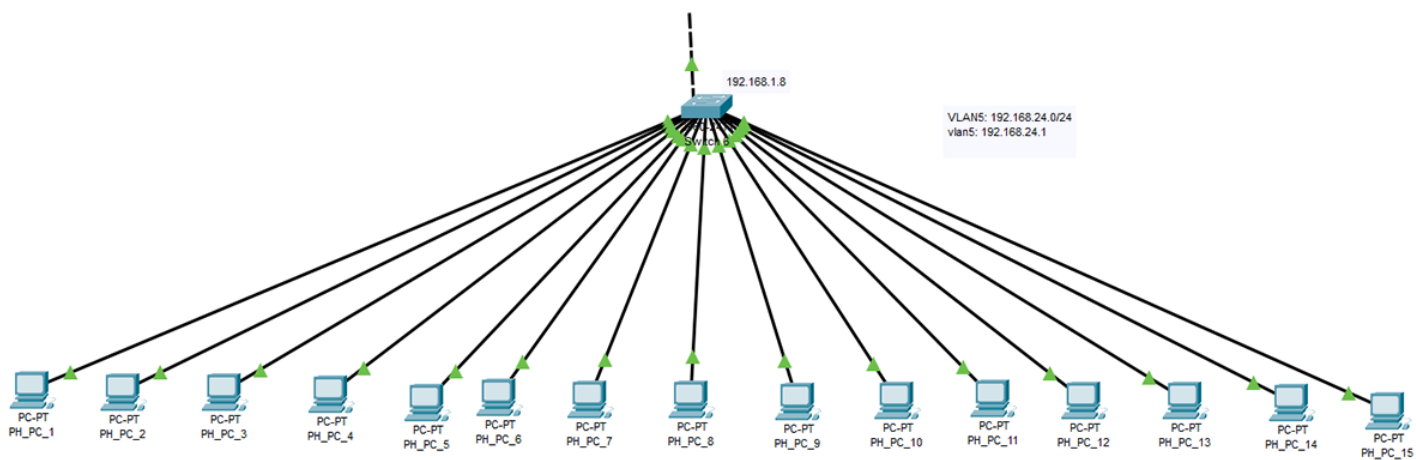 192.168.1.8
VLAN5: 192.168.24.0/24
vlan5: 192.168.24.1
Switch 6
PC-PT
PH_PC_1
PC-PT
PH_PC_2
PC-PT
PH_PC_3
PC-PT
PH_PC_4
PC-PT
PH_PC_5
PC-PT
PH_PC_6
PC-PT
PH_PC_7
PC-PT
PH_PC_8
PC-PT
PH_PC_9
PC-PT
PH_PC_10
PC-PT
PH_PC_11
PC-PT
PH_PC_12
PC-PT
PH_PC_13
PC-PT
PH_PC_14
PC-PT
PH_PC_15